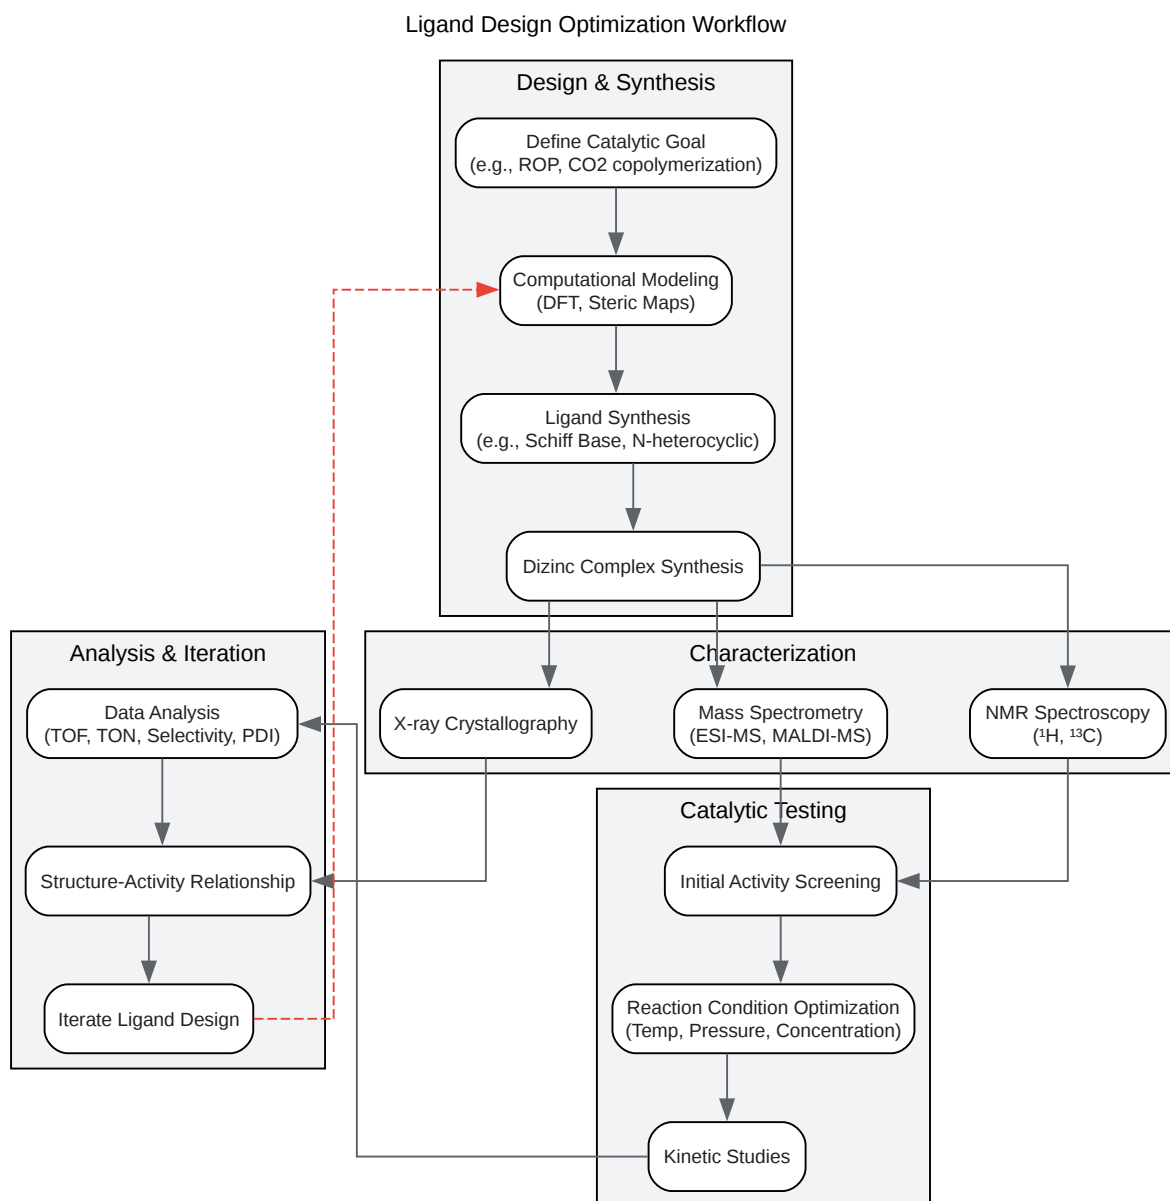 Ligand Design Optimization Workflow
Design & Synthesis
Define Catalytic Goal
(e.g., ROP, CO2 copolymerization)
Computational Modeling
(DFT, Steric Maps)
Ligand Synthesis
(e.g., Schiff Base, N-heterocyclic)
Dizinc Complex Synthesis
Analysis & Iteration
Data Analysis
(TOF, TON, Selectivity, PDI)
Structure-Activity Relationship
Iterate Ligand Design
Characterization
X-ray Crystallography
Mass Spectrometry
(ESI-MS, MALDI-MS)
NMR Spectroscopy
(¹H, ¹³C)
Catalytic Testing
Initial Activity Screening
Reaction Condition Optimization
(Temp, Pressure, Concentration)
Kinetic Studies